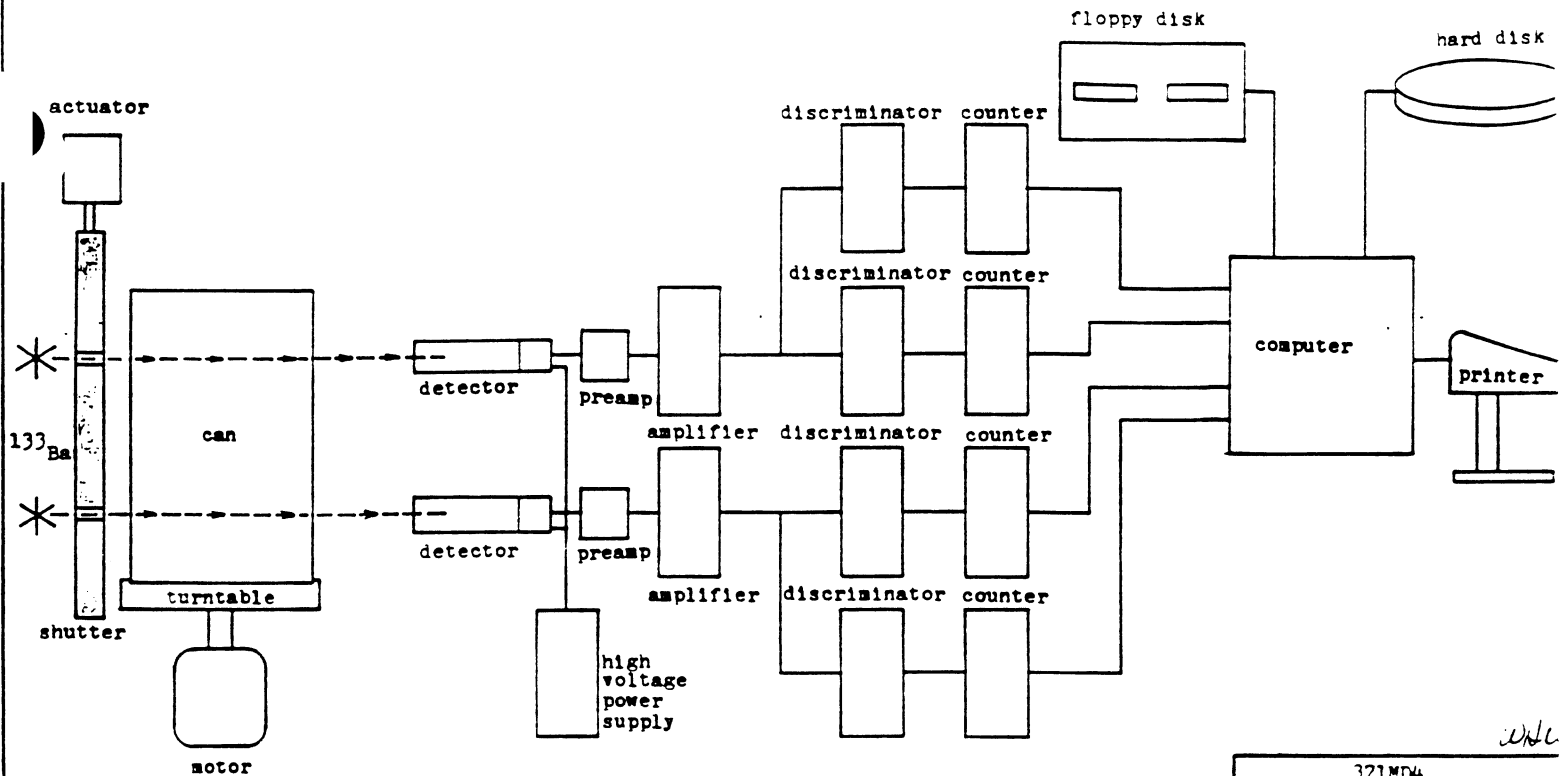 floppy disk
hard disk
actuator
discriminator counter
discriminator counter
computer
detector
preamp
printer
133Ba
can
amplifier discriminator counter
detector
preamp
turntable
amplifier discriminator counter
shutter
high
voltage
power
supply
motor
321MD4